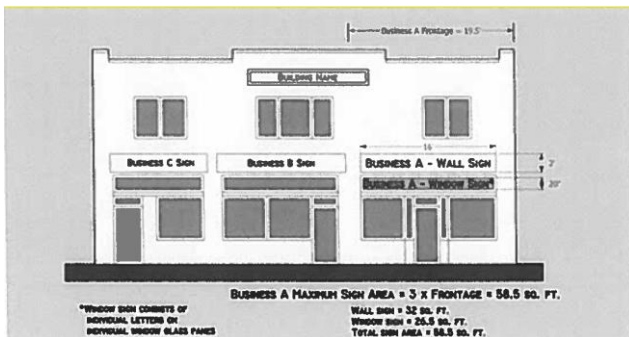 Business A Frontage = 19.5'
Building Name
16
Business C Sign
Business B Sign
Business A - Wall Sign
2'
Business A - Window Sign*
20"
Business A Maximum Sign Area = 3 x Frontage = 58.5 sq. ft.
*Window sign consists of
individual letters on
individual window glass panes
Wall sign = 32 sq. ft.
Window sign = 26.5 sq. ft.
Total sign area = 58.5 sq. ft.